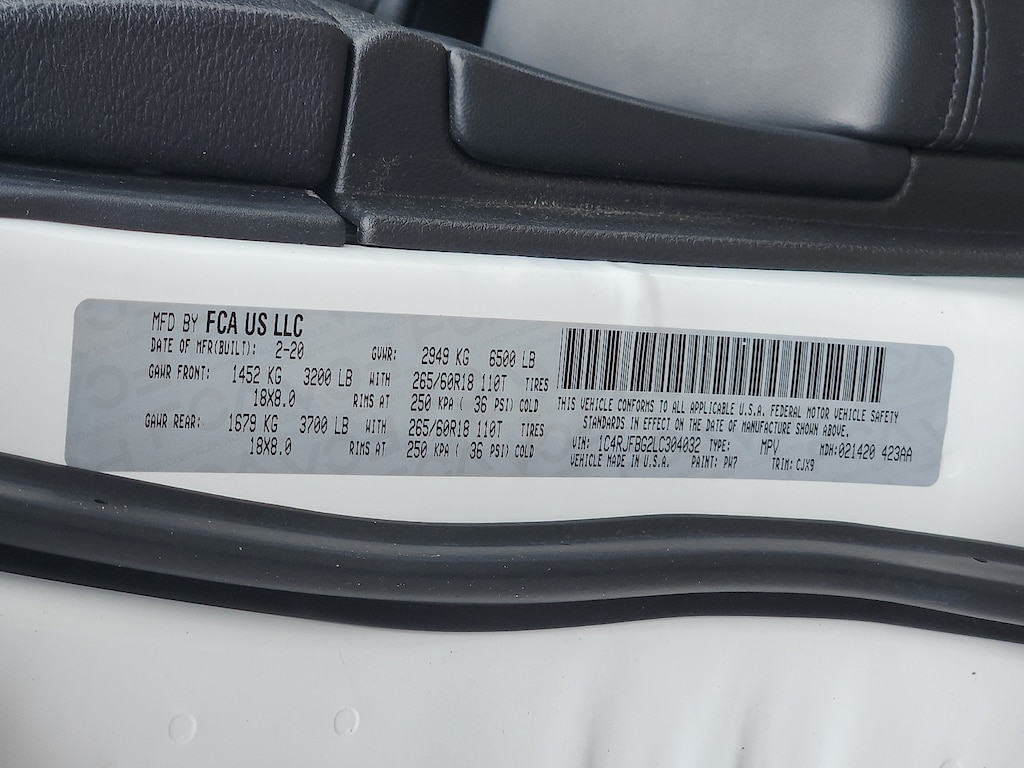 MFD BY FCA US LLC
DATE OF MFR(BUILT): 2-20 GVWR: 2949 KG 6500 LB
GAWR FRONT: 1452 KG 3200 LB WITH 265/60R18 110T TIRES
18X8.0 RIMS AT 250 KPA ( 36 PSI) COLD
GAWR REAR: 1679 KG 3700 LB WITH 265/60R18 110T TIRES
18X8.0 RIMS AT 250 KPA ( 36 PSI) COLD
THIS VEHICLE CONFORMS TO ALL APPLICABLE U.S.A. FEDERAL MOTOR VEHICLE SAFETY
STANDARDS IN EFFECT ON THE DATE OF MANUFACTURE SHOWN ABOVE.
VIN: 1C4RJFBG2LC304032 TYPE: MPV MDH:021420 423AA
VEHICLE MADE IN U.S.A. PAINT: PW7 TRIM: CJX9